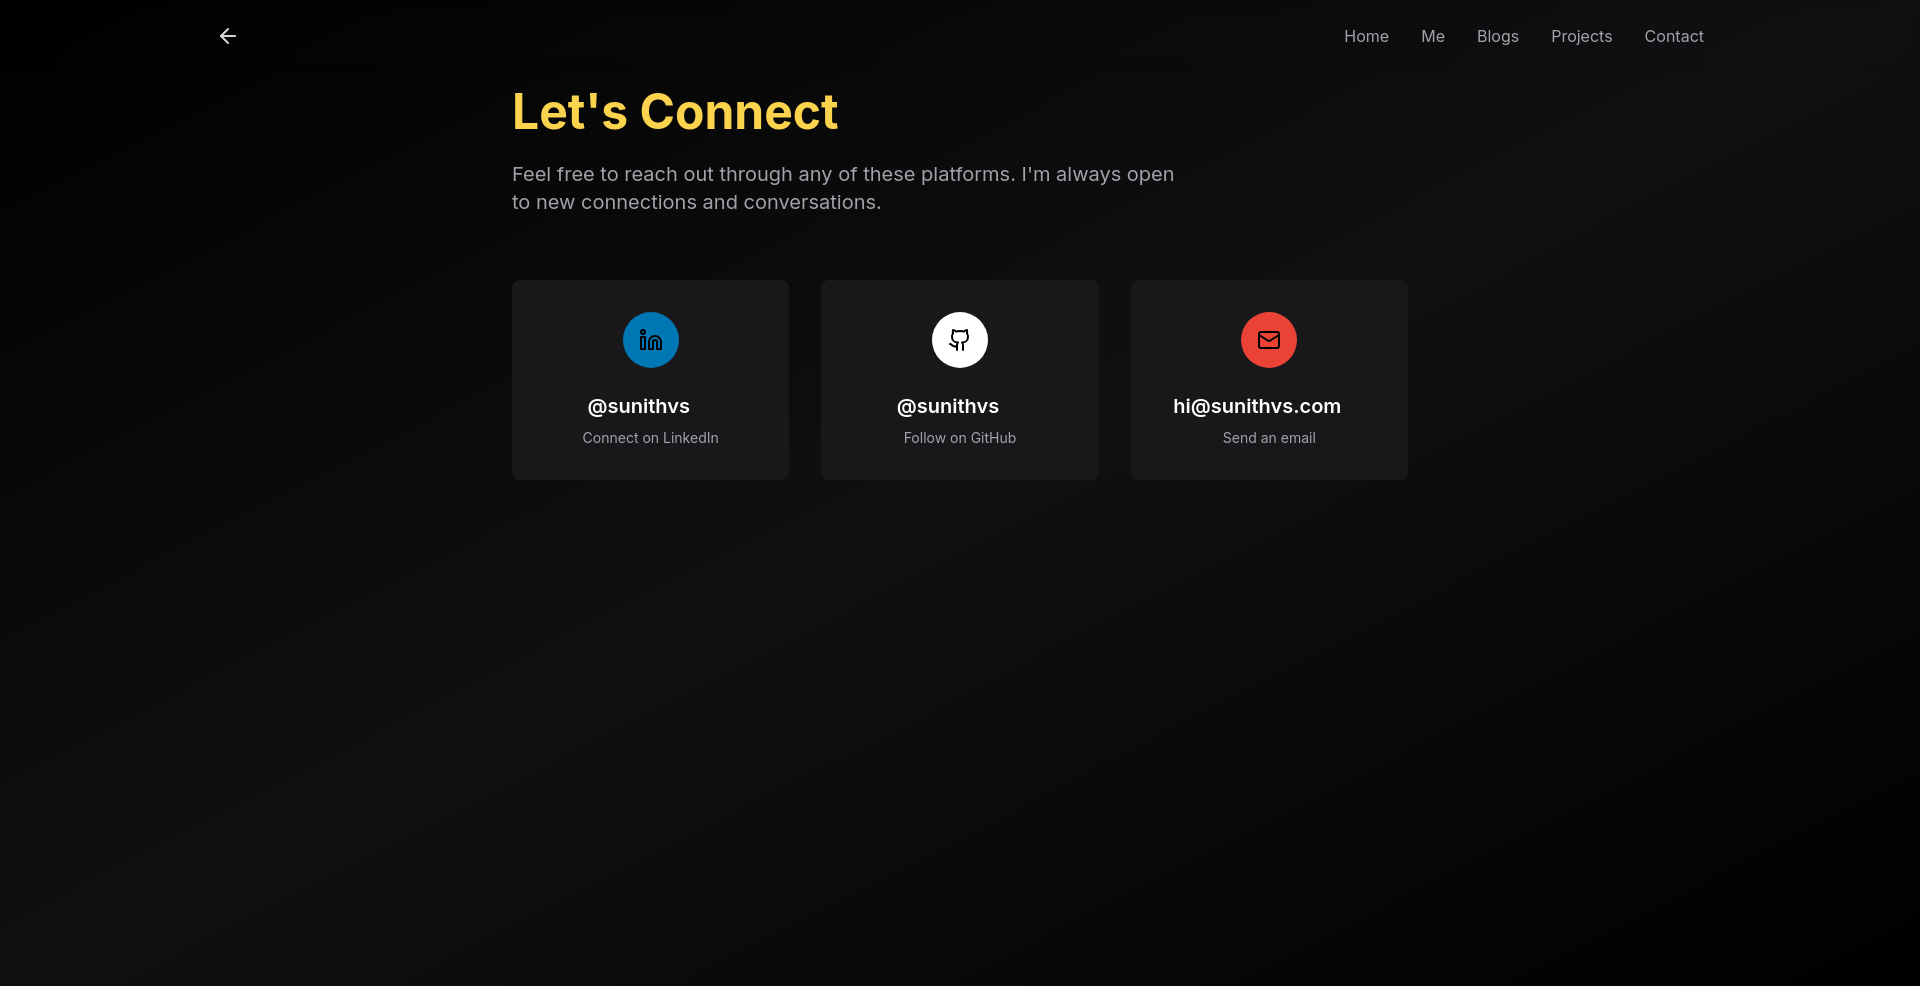 Home
Me
Blogs
Projects
Contact
Let's Connect
Feel free to reach out through any of these platforms. I'm always open
to new connections and conversations.
in
@sunithvs
Connect on LinkedIn
@sunithvs
Follow on GitHub
hi@sunithvs.com
Send an email